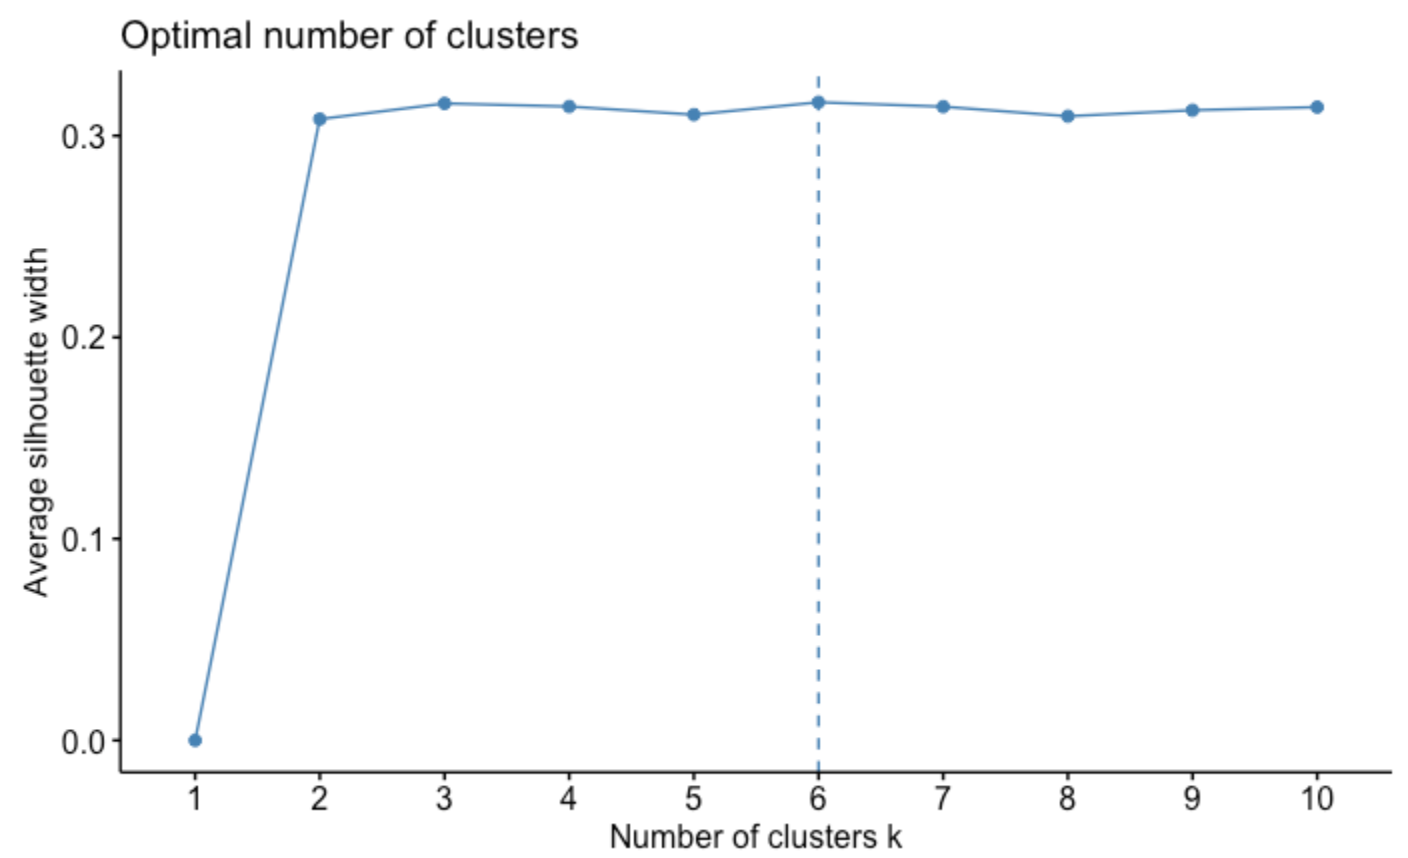 Optimal number of clusters
Average silhouette width
0.3
0.2
0.1
0.0
1 2 3 4 5 6 7 8 9 10
Number of clusters k